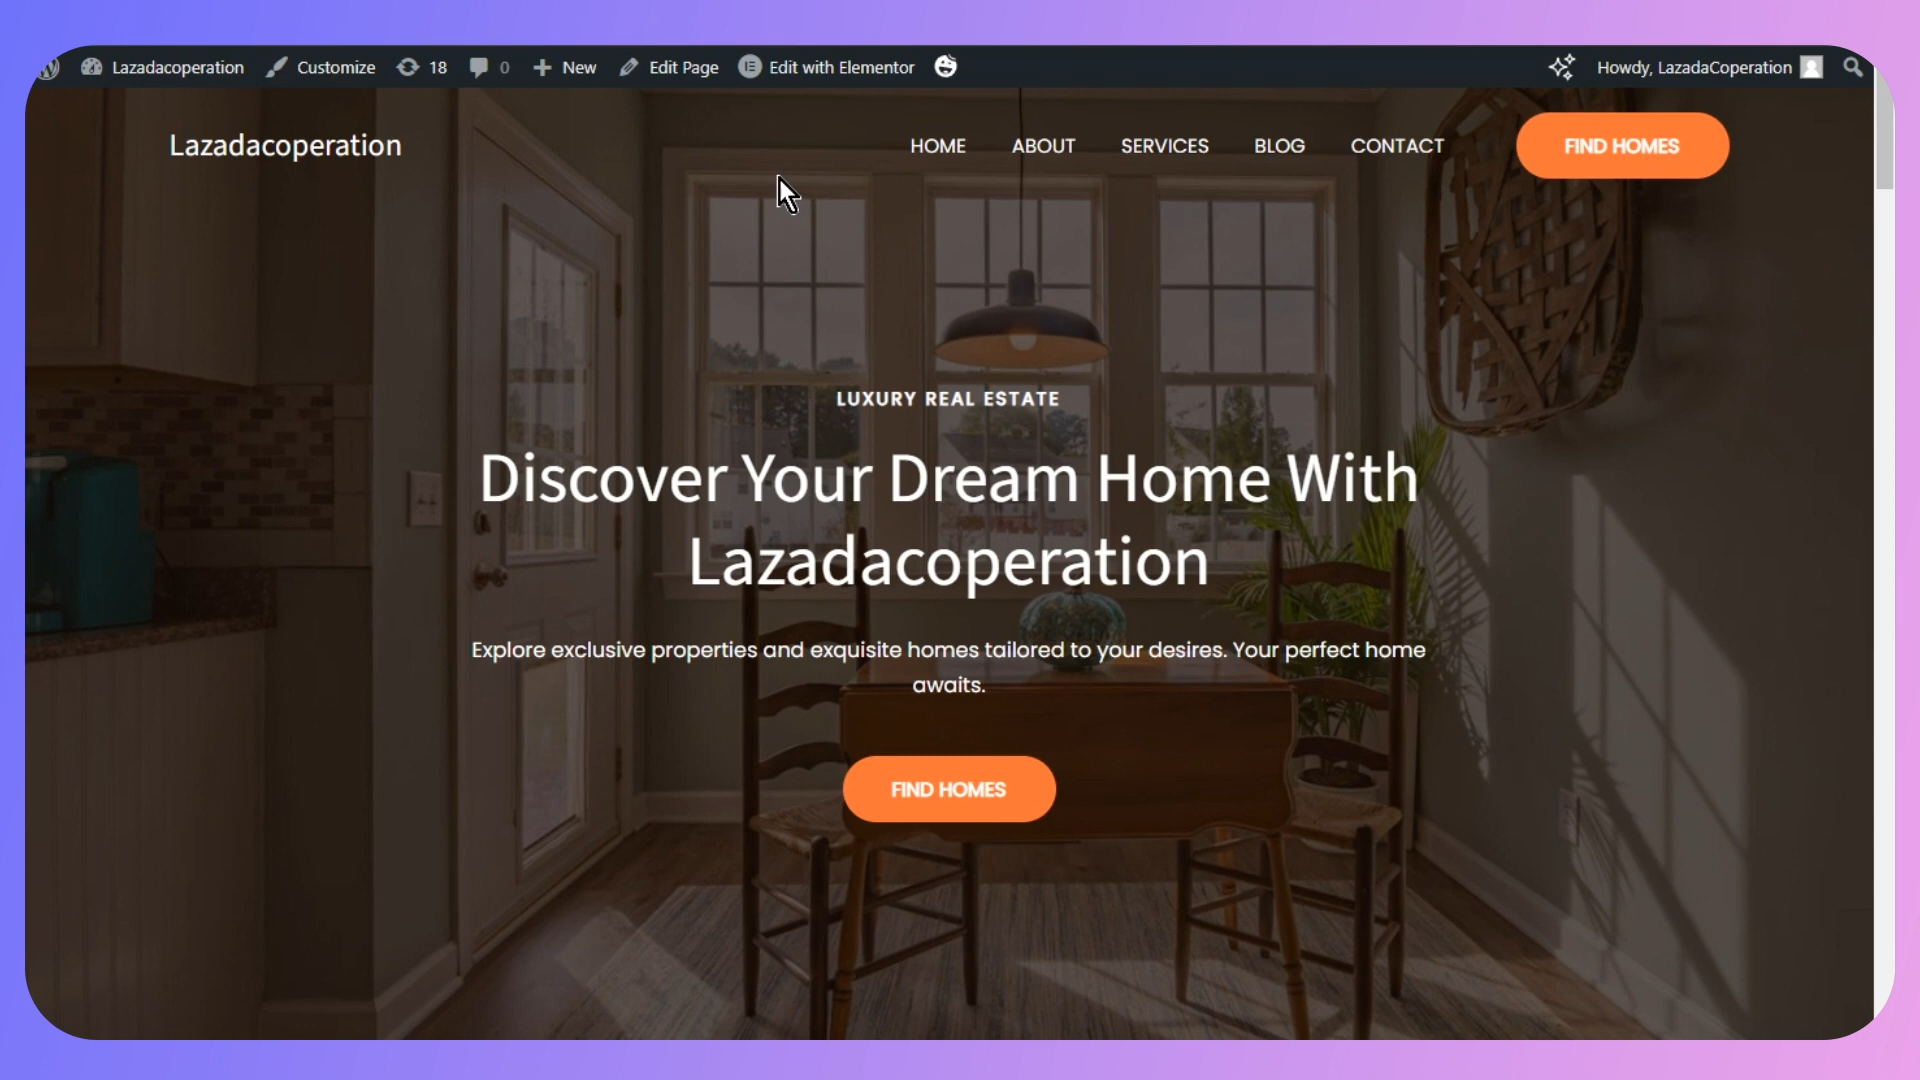 Lazadacoperation Customize 18 0 New Edit Page Edit with Elementor Howdy, LazadaCoperation
Lazadacoperation HOME ABOUT SERVICES BLOG CONTACT FIND HOMES
LUXURY REAL ESTATE
Discover Your Dream Home With
Lazadacoperation
Explore exclusive properties and exquisite homes tailored to your desires. Your perfect home
awaits.
FIND HOMES